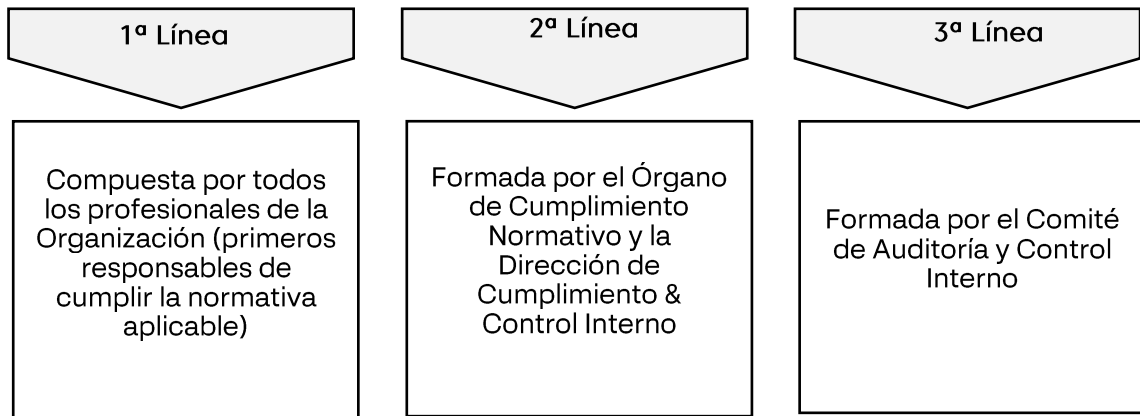 1ª Línea
Compuesta por todos
los profesionales de la
Organización (primeros
responsables de
cumplir la normativa
aplicable)
2ª Línea
Formada por el Órgano
de Cumplimiento
Normativo y la
Dirección de
Cumplimiento &
Control Interno
3ª Línea
Formada por el Comité
de Auditoría y Control
Interno